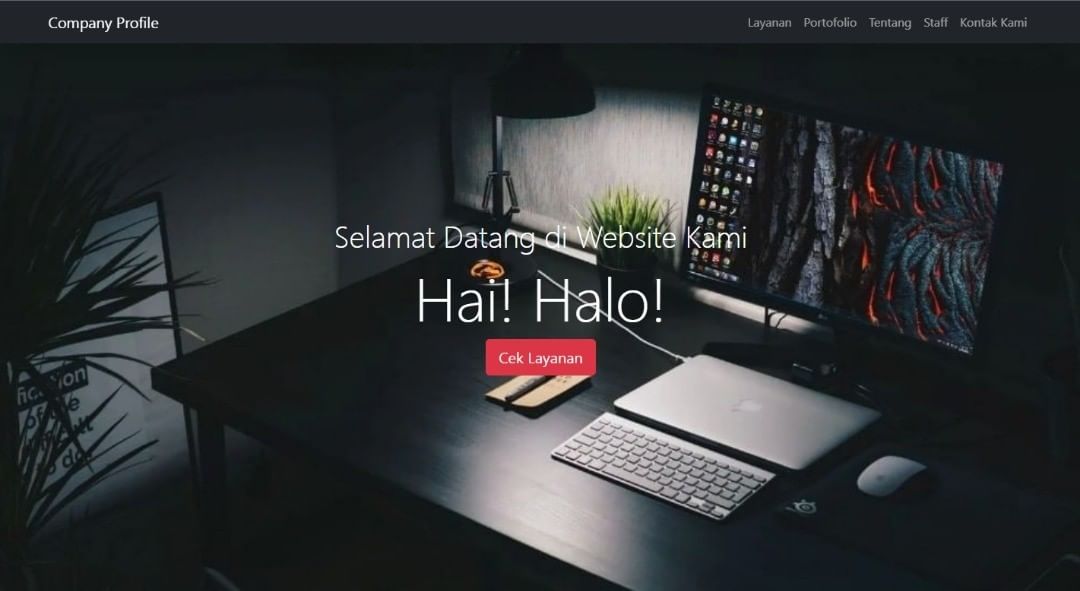 Company Profile
Layanan Portofolio Tentang Staff Kontak Kami
Selamat Datang di Website Kami
Hai! Halo!
Cek Layanan